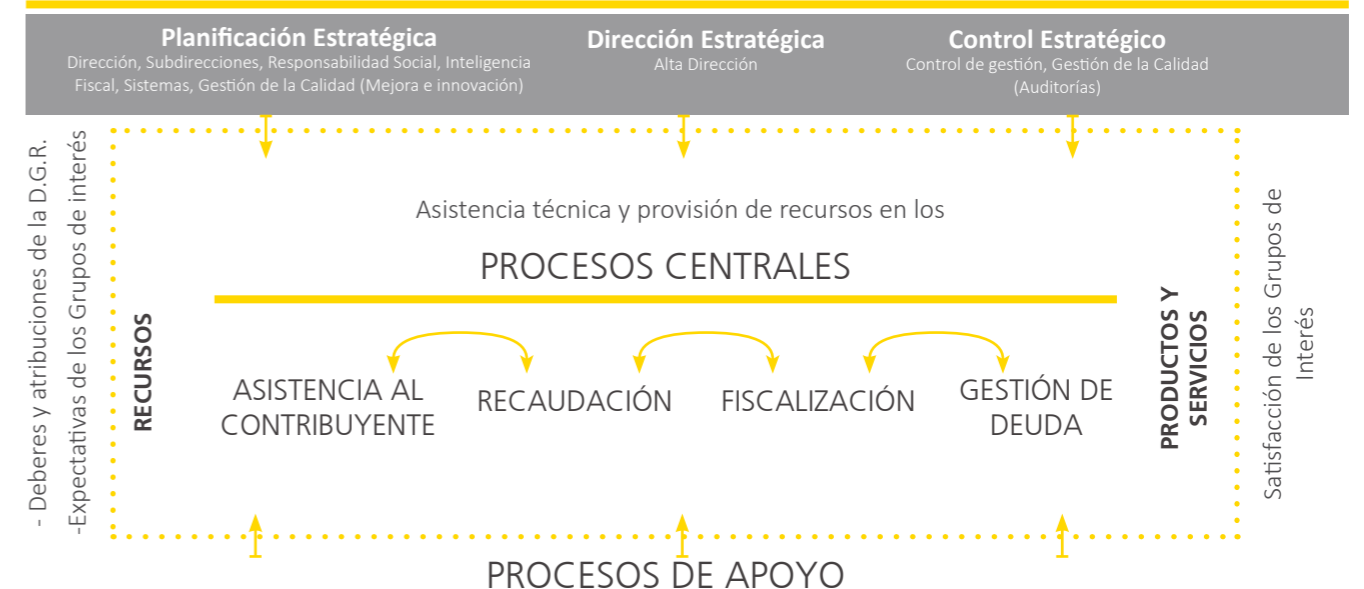 Planificación Estratégica
Dirección, Subdirecciones, Responsabilidad Social, Inteligencia
Fiscal, Sistemas, Gestión de la Calidad (Mejora e innovación)
Dirección Estratégica
Alta Dirección
Control Estratégico
Control de gestión, Gestión de la Calidad
(Auditorías)
- Deberes y atribuciones de la D.G.R.
-Expectativas de los Grupos de interés
RECURSOS
Asistencia técnica y provisión de recursos en los
PROCESOS CENTRALES
ASISTENCIA AL
CONTRIBUYENTE
RECAUDACIÓN
FISCALIZACIÓN
GESTIÓN DE
DEUDA
PRODUCTOS Y
SERVICIOS
Satisfacción de los Grupos de
Interés
PROCESOS DE APOYO